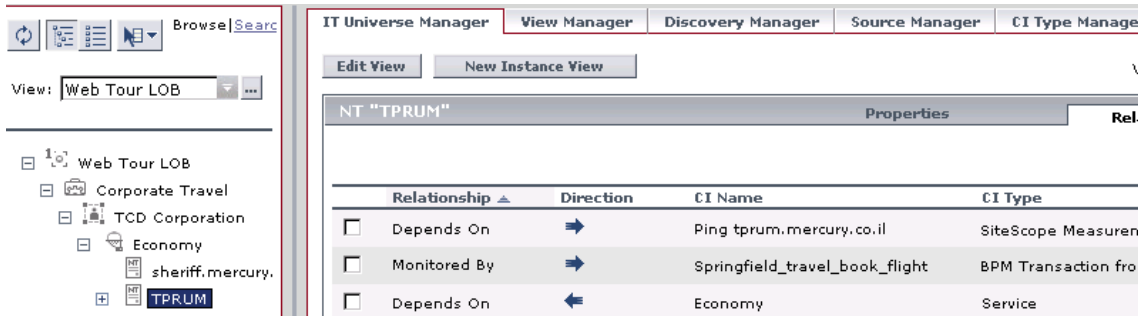 Browse|Searc
View: Web Tour LOB ...
Web Tour LOB
Corporate Travel
TCD Corporation
Economy
sheriff.mercury.
TPRUM
IT Universe Manager View Manager Discovery Manager Source Manager CI Type Manage
Edit View New Instance View
NT "TPRUM" Properties Rel
Relationship Direction CI Name CI Type
Depends On Ping tprum.mercury.co.il SiteScope Measuren
Monitored By Springfield_travel_book_flight BPM Transaction fro
Depends On Economy Service